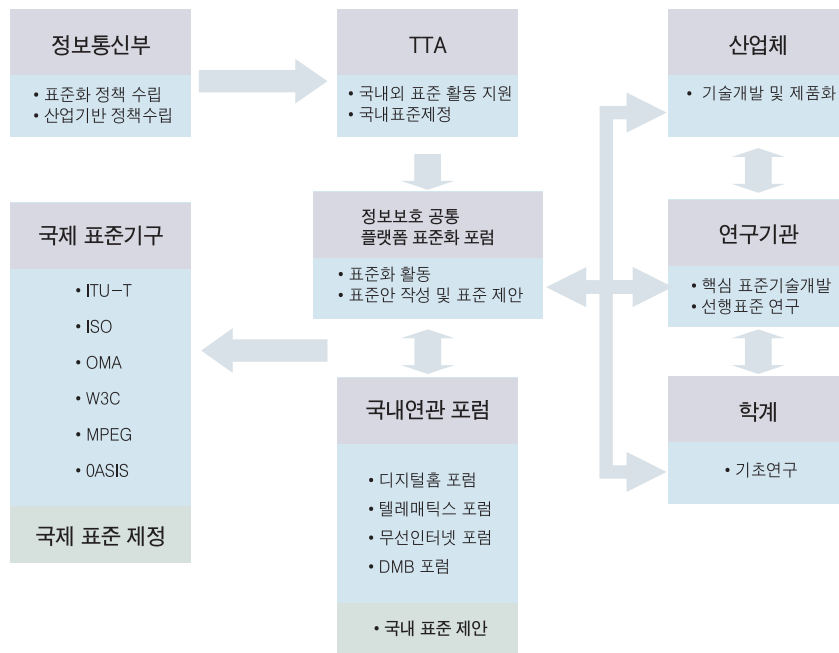 정보통신부
• 표준화 정책 수립
• 산업기반 정책수립
TTA
• 국내외 표준 활동 지원
• 국내표준제정
산업체
• 기술개발 및 제품화
국제 표준기구
• ITU-T
• ISO
• OMA
• W3C
• MPEG
• 0ASIS
국제 표준 제정
정보보호 공통
플랫폼 표준화 포럼
• 표준화 활동
• 표준안 작성 및 표준 제안
연구기관
• 핵심 표준기술개발
• 선행표준 연구
국내연관 포럼
• 디지털홈 포럼
• 텔레매틱스 포럼
• 무선인터넷 포럼
• DMB 포럼
• 국내 표준 제안
학계
• 기초연구